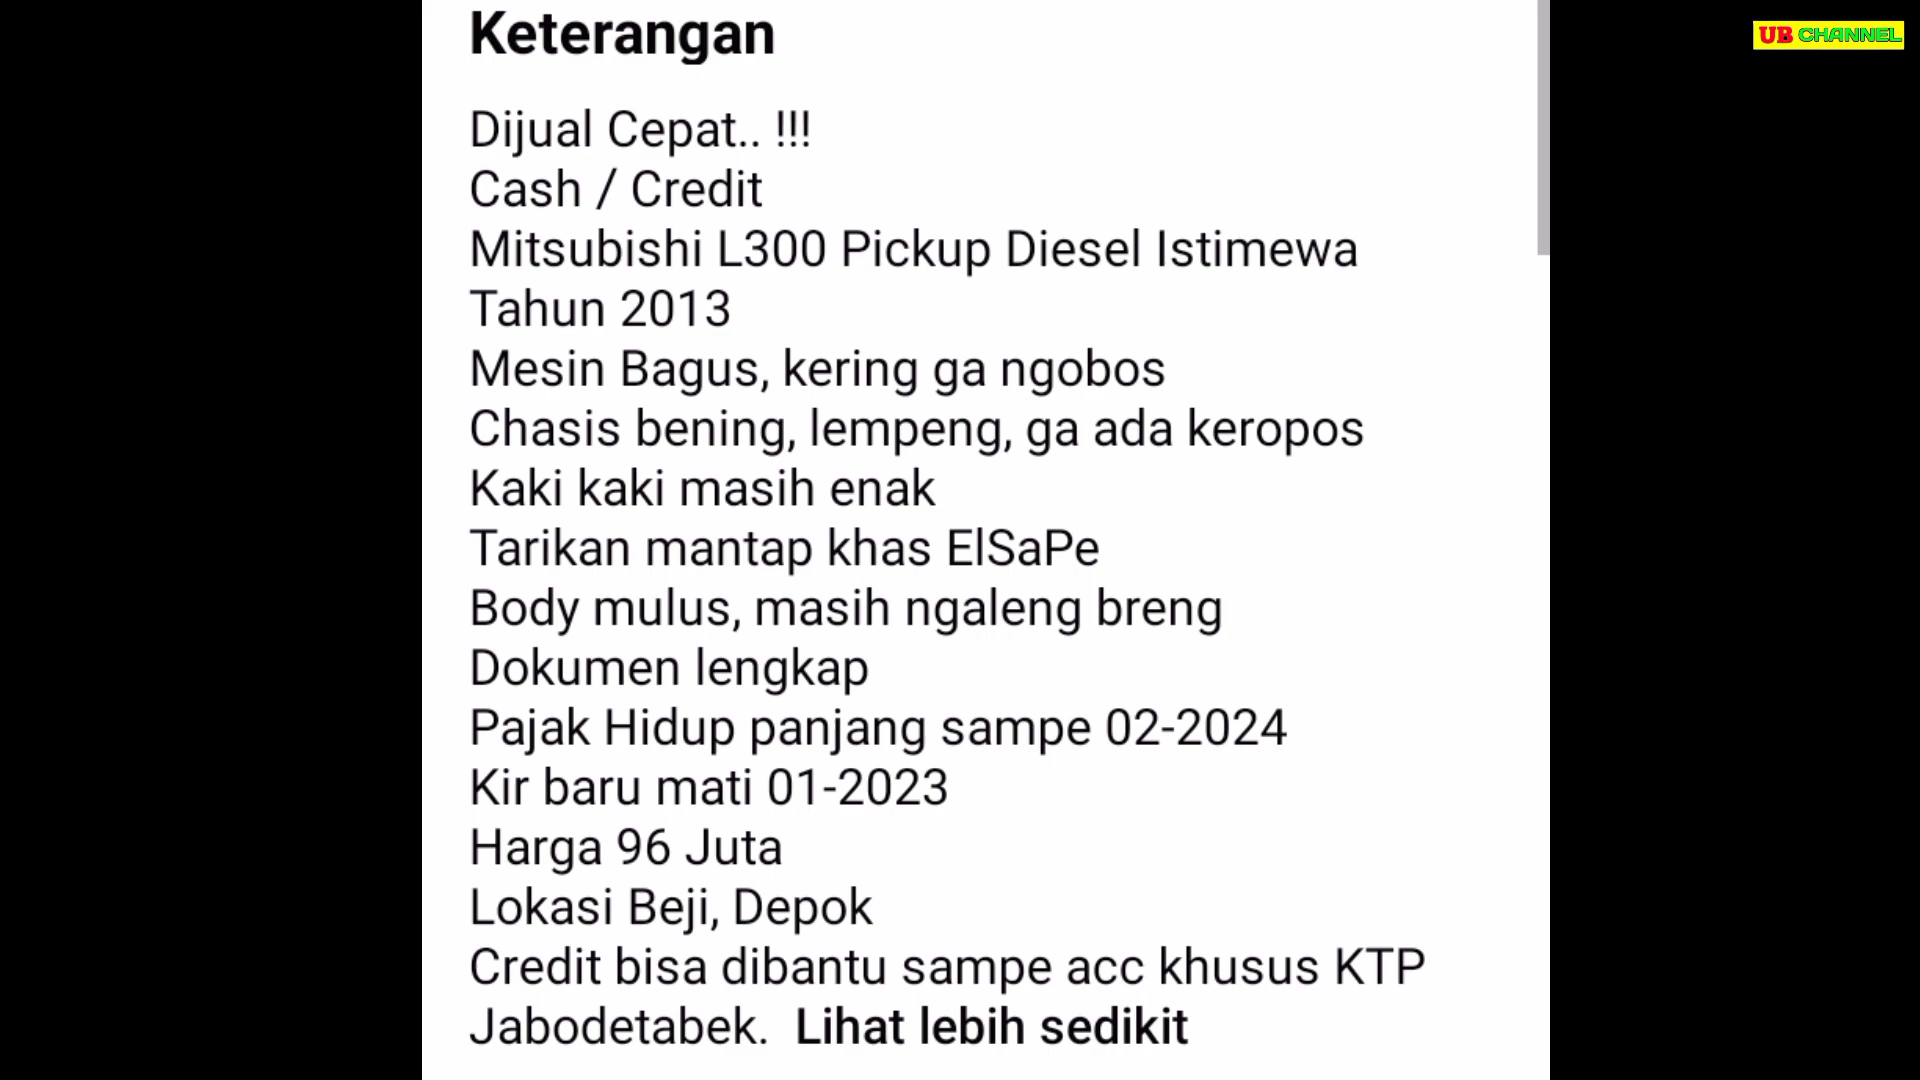 UB CHANNEL
Keterangan
Dijual Cepat.. !!!
Cash / Credit
Mitsubishi L300 Pickup Diesel Istimewa
Tahun 2013
Mesin Bagus, kering ga ngobos
Chasis bening, lempeng, ga ada keropos
Kaki kaki masih enak
Tarikan mantap khas ElSaPe
Body mulus, masih ngaleng breng
Dokumen lengkap
Pajak Hidup panjang sampe 02-2024
Kir baru mati 01-2023
Harga 96 Juta
Lokasi Beji, Depok
Credit bisa dibantu sampe acc khusus KTP
Jabodetabek. Lihat lebih sedikit